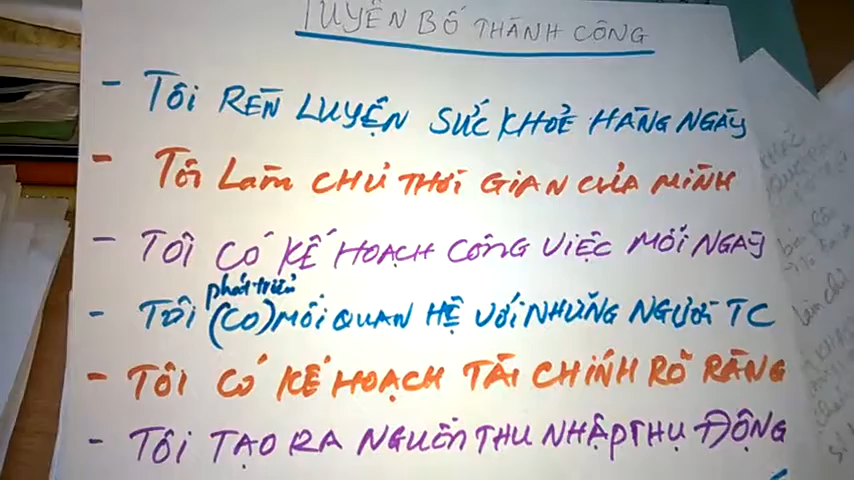 TUYÊN BỐ THÀNH CÔNG
- Tôi RÈN LUYỆN SỨC KHOẺ HÀNG NGÀY
- Tôi Làm CHỦ THỜI GIAN CỦA MÌNH
- TÔI CÓ KẾ HOẠCH CÔNG VIỆC MỖI NGÀY
phát triển
- TÔI (CÓ) MỐI QUAN HỆ VỚI NHỮNG NGƯỜI TC
- TÔI CÓ KẾ HOẠCH TÀI CHÍNH RÕ RÀNG
- TÔI TẠO RA NGUỒN THU NHẬP THỤ ĐỘNG